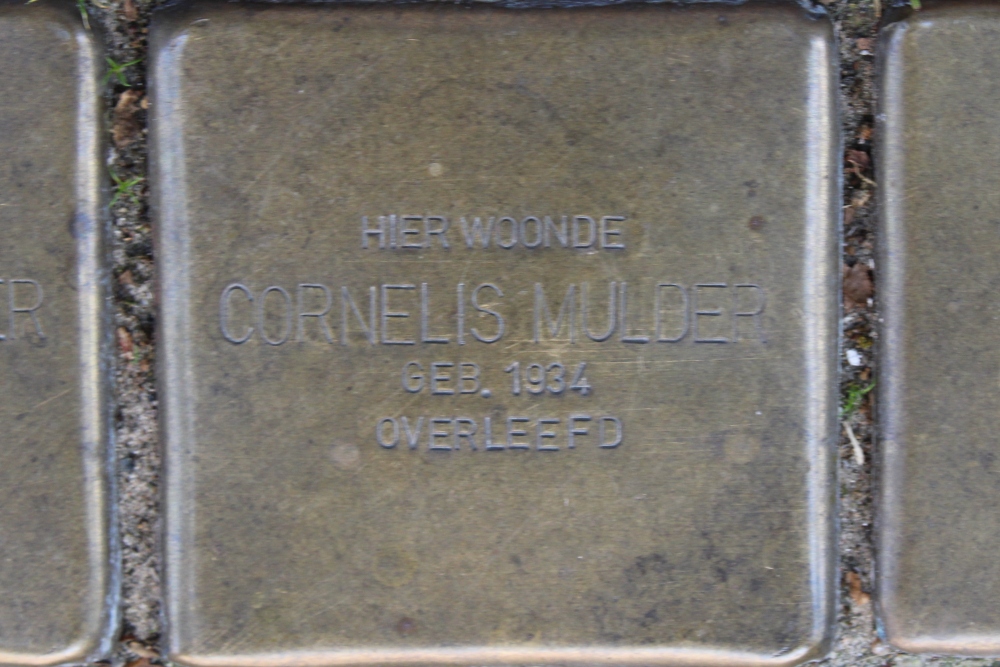 HIER WOONDE
CORNELIS MULDER
GEB. 1934
OVERLEEFD